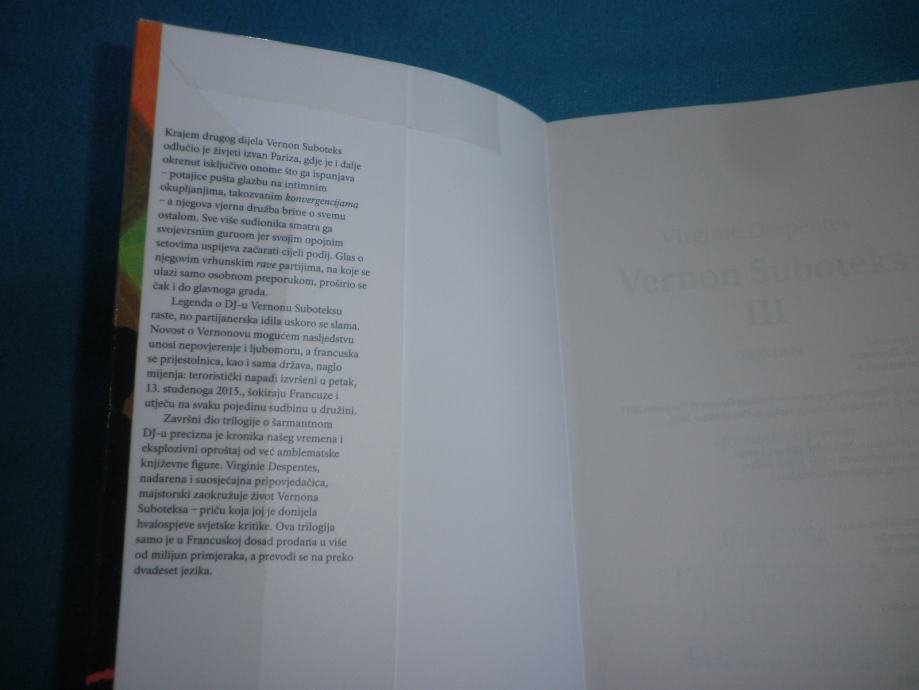 Krajem drugog dijela Vernon Suboteks
odlučio je živjeti izvan Pariza, gdje je i dalje
okrenut isključivo onome što ga ispunjava
– potajice pušta glazbu na intimnim
okupljanjima, takozvanim konvergencijama
– a njegova vjerna družba brine o svemu
ostalom. Sve više sudionika smatra ga
svojevrsnim guruom jer svojim opojnim
setovima uspijeva začarati cijeli podij. Glas o
njegovim vrhunskim rave partijima, na koje se
ulazi samo osobnom preporukom, proširio se
čak i do glavnoga grada.
Legenda o DJ-u Vernonu Suboteksu
raste, no partijanerska idila uskoro se slama.
Novost o Vernonovu mogućem nasljedstvu
unosi nepovjerenje i ljubomoru, a francuska
se prijestolnica, kao i sama država, naglo
mijenja: teroristički napadi izvršeni u petak,
13. studenoga 2015., šokiraju Francuze i
utječu na svaku pojedinu sudbinu u družini.
Završni dio trilogije o šarmantnom
DJ-u precizna je kronika našeg vremena i
eksplozivni oproštaj od već amblematske
književne figure. Virginie Despentes,
nadarena i suosjećajna pripovjedačica,
majstorski zaokružuje život Vernona
Suboteksa – priču koja joj je donijela
hvalospjeve svjetske kritike. Ova trilogija
samo je u Francuskoj dosad prodana u više
od milijun primjeraka, a prevodi se na preko
dvadeset jezika.
Virginie Despentes
Vernon Suboteks
III